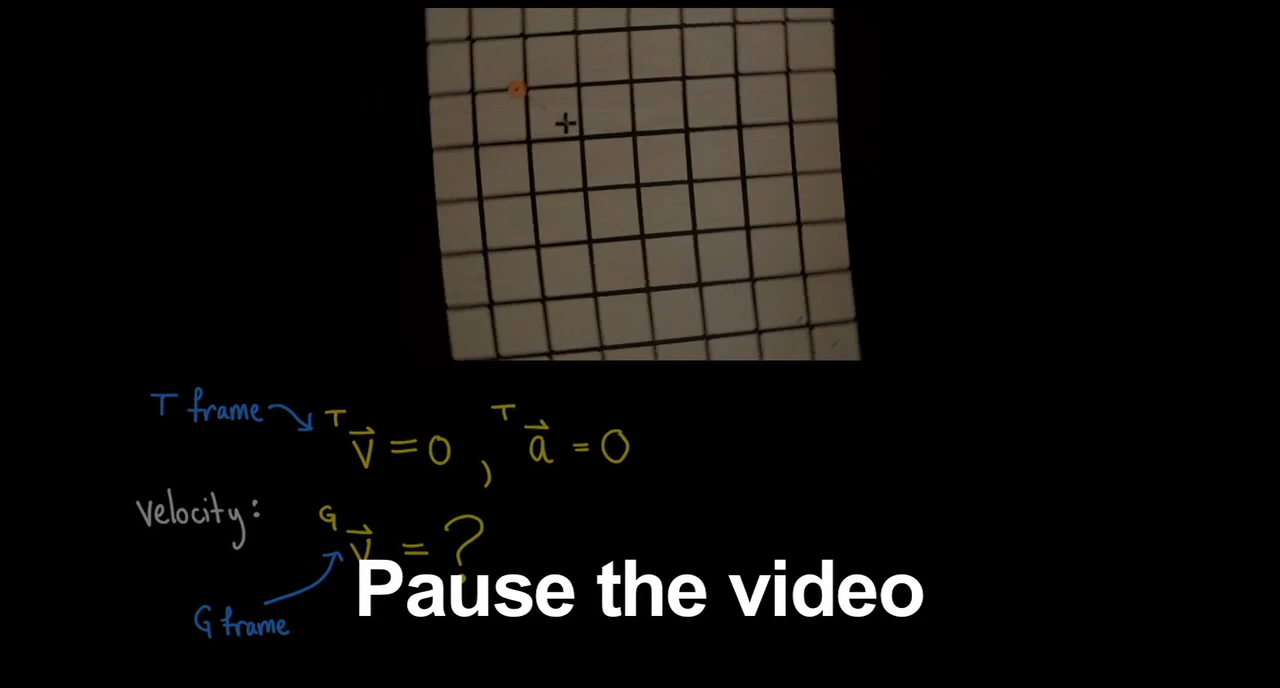 T frame
T v = 0 , T a = 0
Velocity:
G v = ?
Pause the video
G frame